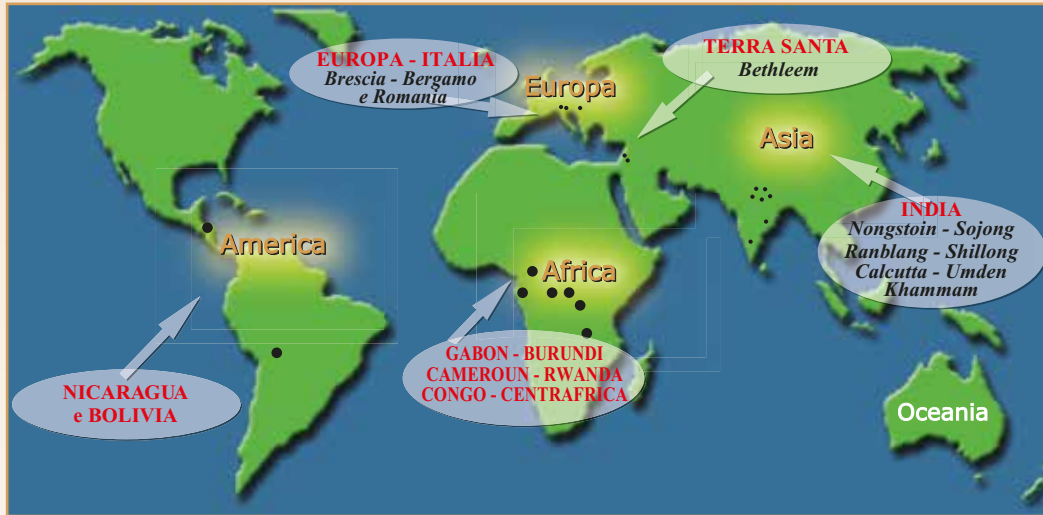 EUROPA - ITALIA
Brescia - Bergamo
e Romania
TERRA SANTA
Bethleem
Europa
Asia
INDIA
Nongstoin - Sojong
Ranblang - Shillong
Calcutta - Umden
Khammam
America
Africa
GABON - BURUNDI
CAMEROUN - RWANDA
CONGO - CENTRAFRICA
NICARAGUA
e BOLIVIA
Oceania